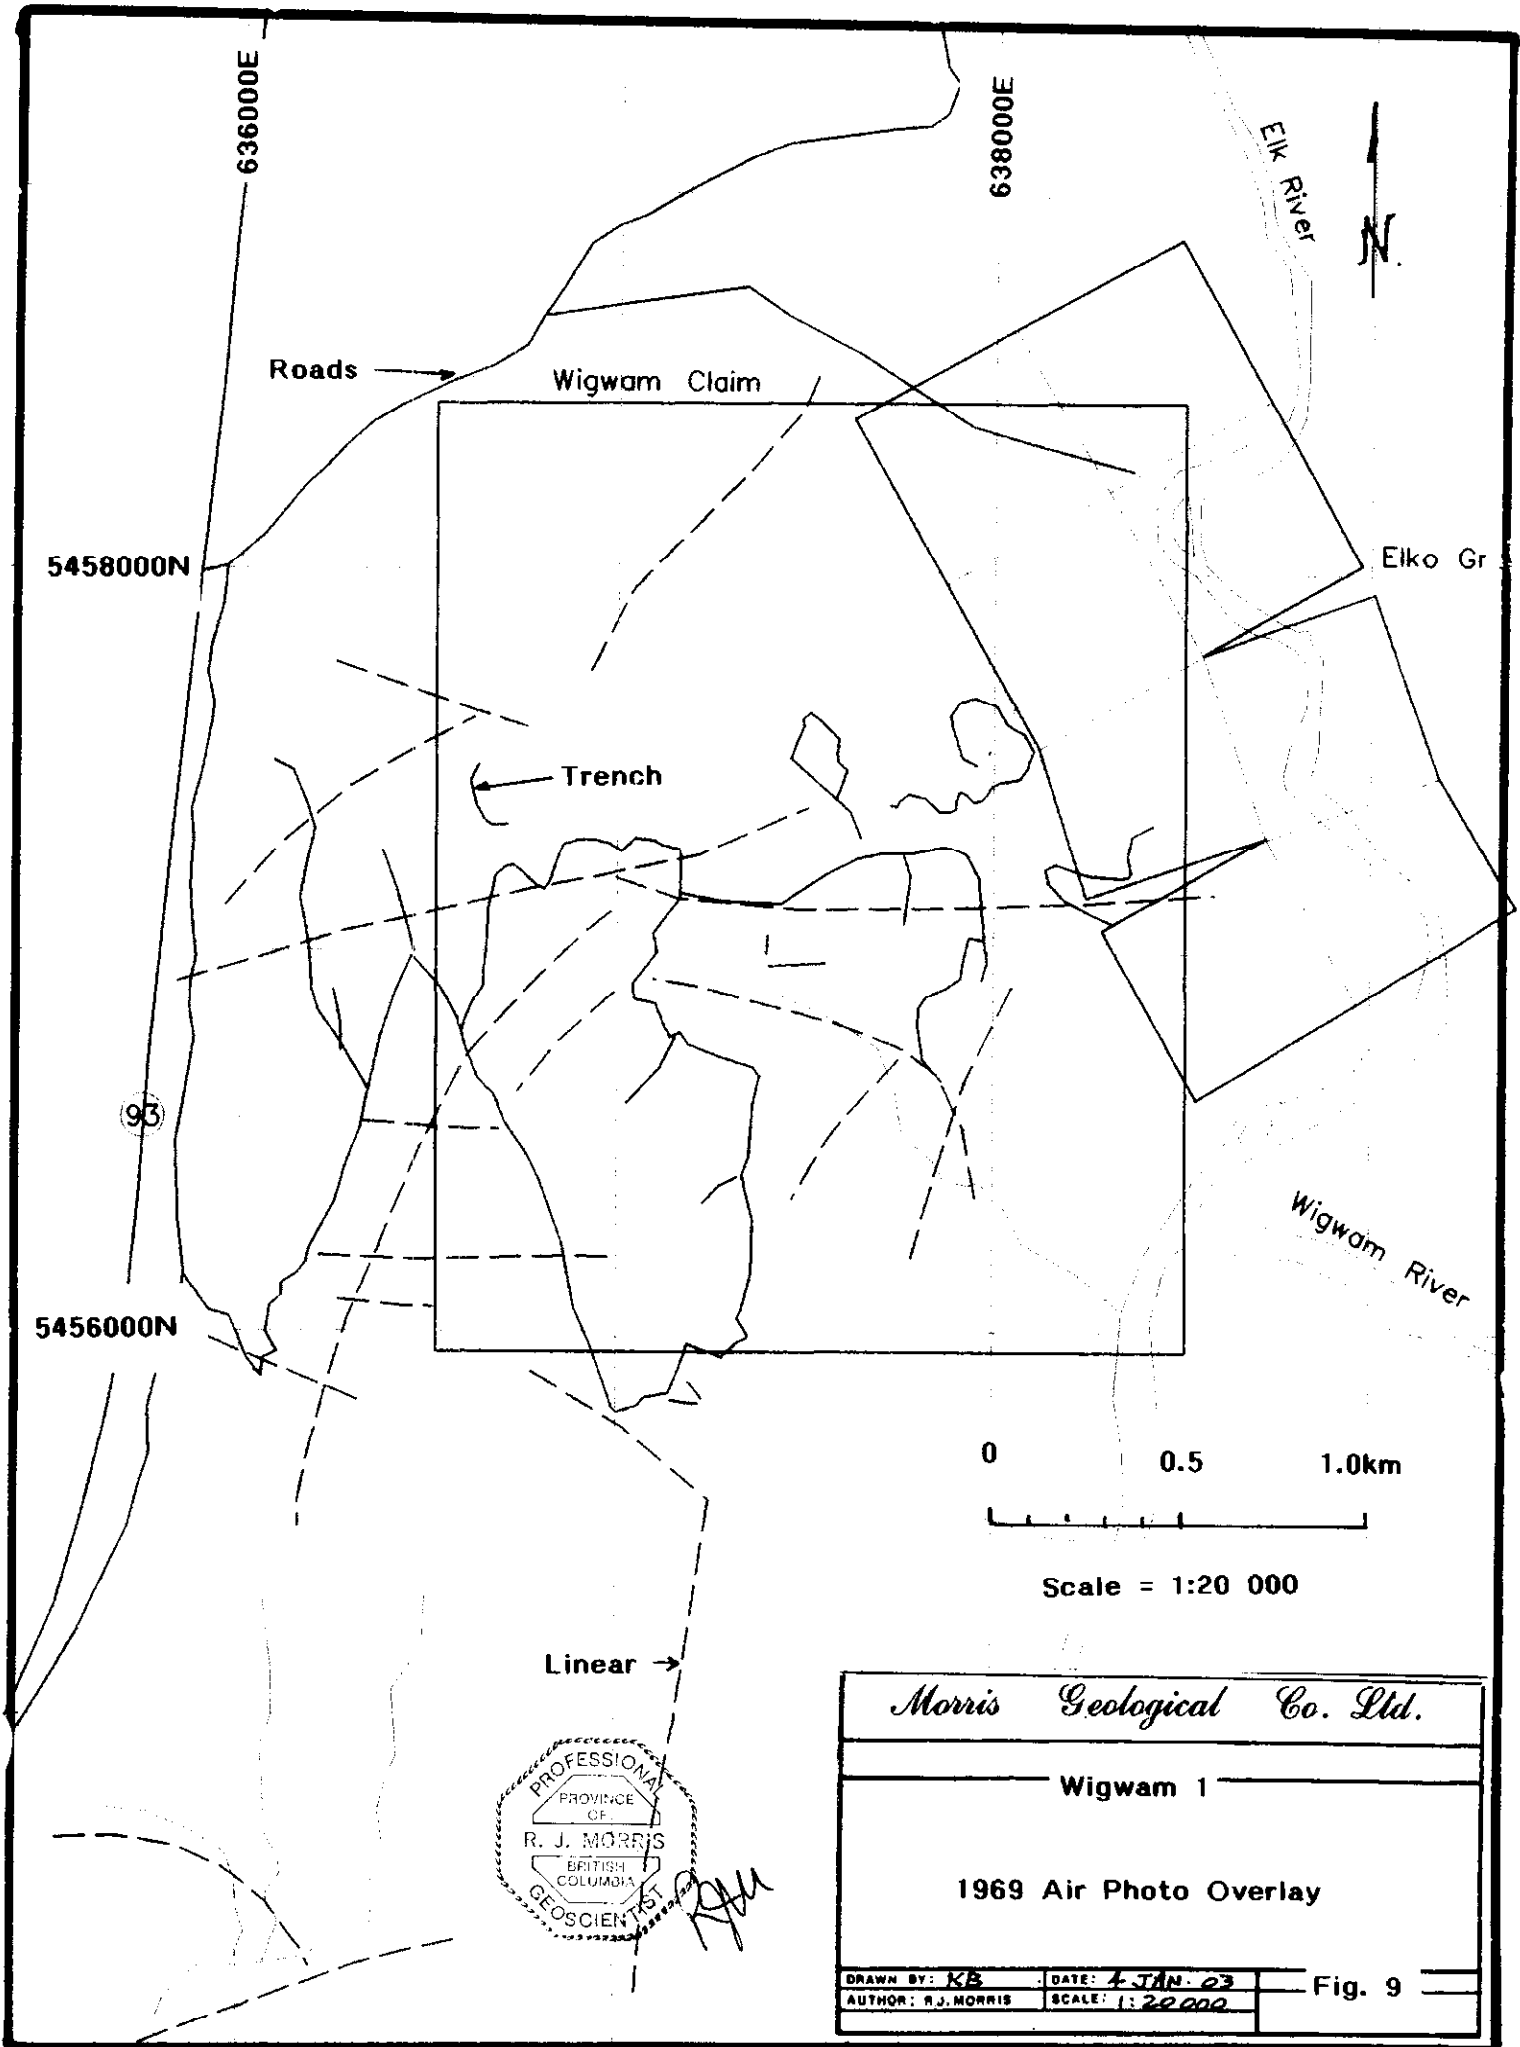 636000E
638000E
Elk River
N.
Roads
Wigwam Claim
5458000N
Elko Gr
Trench
93
Wigwam River
5456000N
0 0.5 1.0km
Scale = 1:20 000
Linear
PROFESSIONAL
PROVINCE
OF
R. J. MORRIS
BRITISH
COLUMBIA
GEOSCIENTIST
RJM
Morris Geological Co. Ltd.
Wigwam 1
1969 Air Photo Overlay
DRAWN BY: KB DATE: 4 JAN. 03
AUTHOR: R.J. MORRIS SCALE: 1:20000
Fig. 9